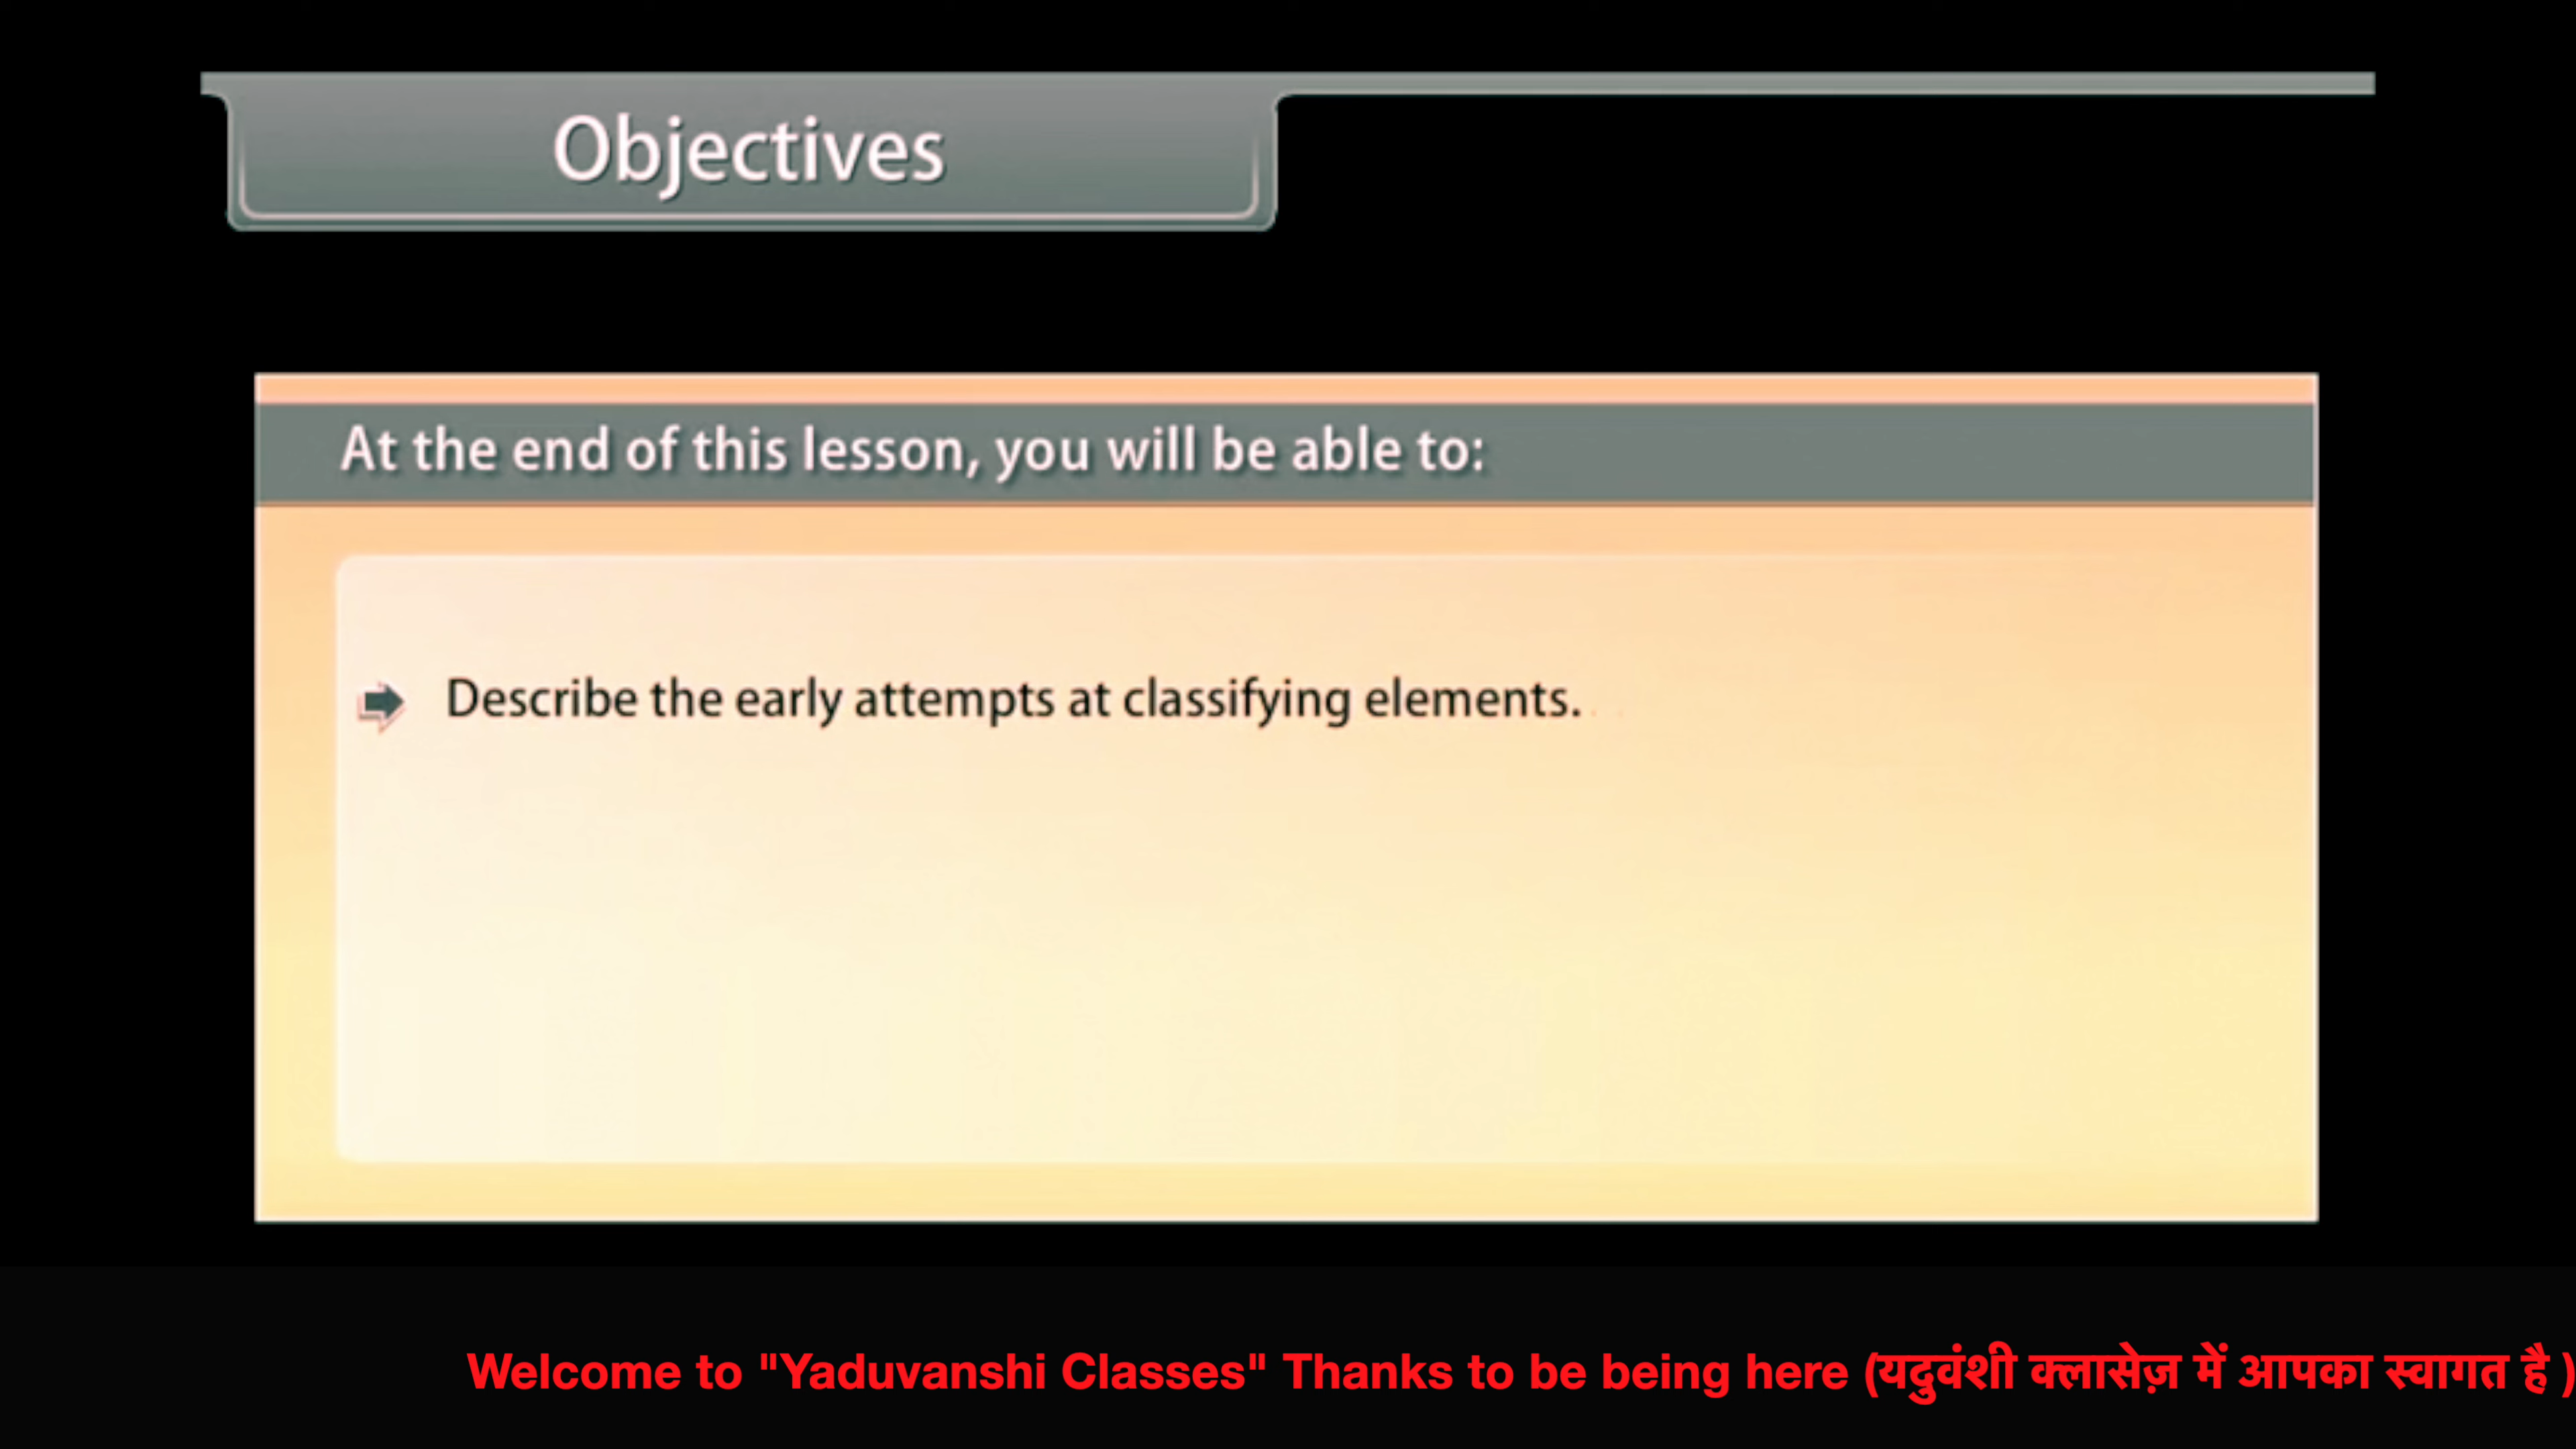 Objectives
At the end of this lesson, you will be able to:
Describe the early attempts at classifying elements.
Welcome to "Yaduvanshi Classes" Thanks to be being here (यदुवंशी क्लासेज़ में आपका स्वागत है )